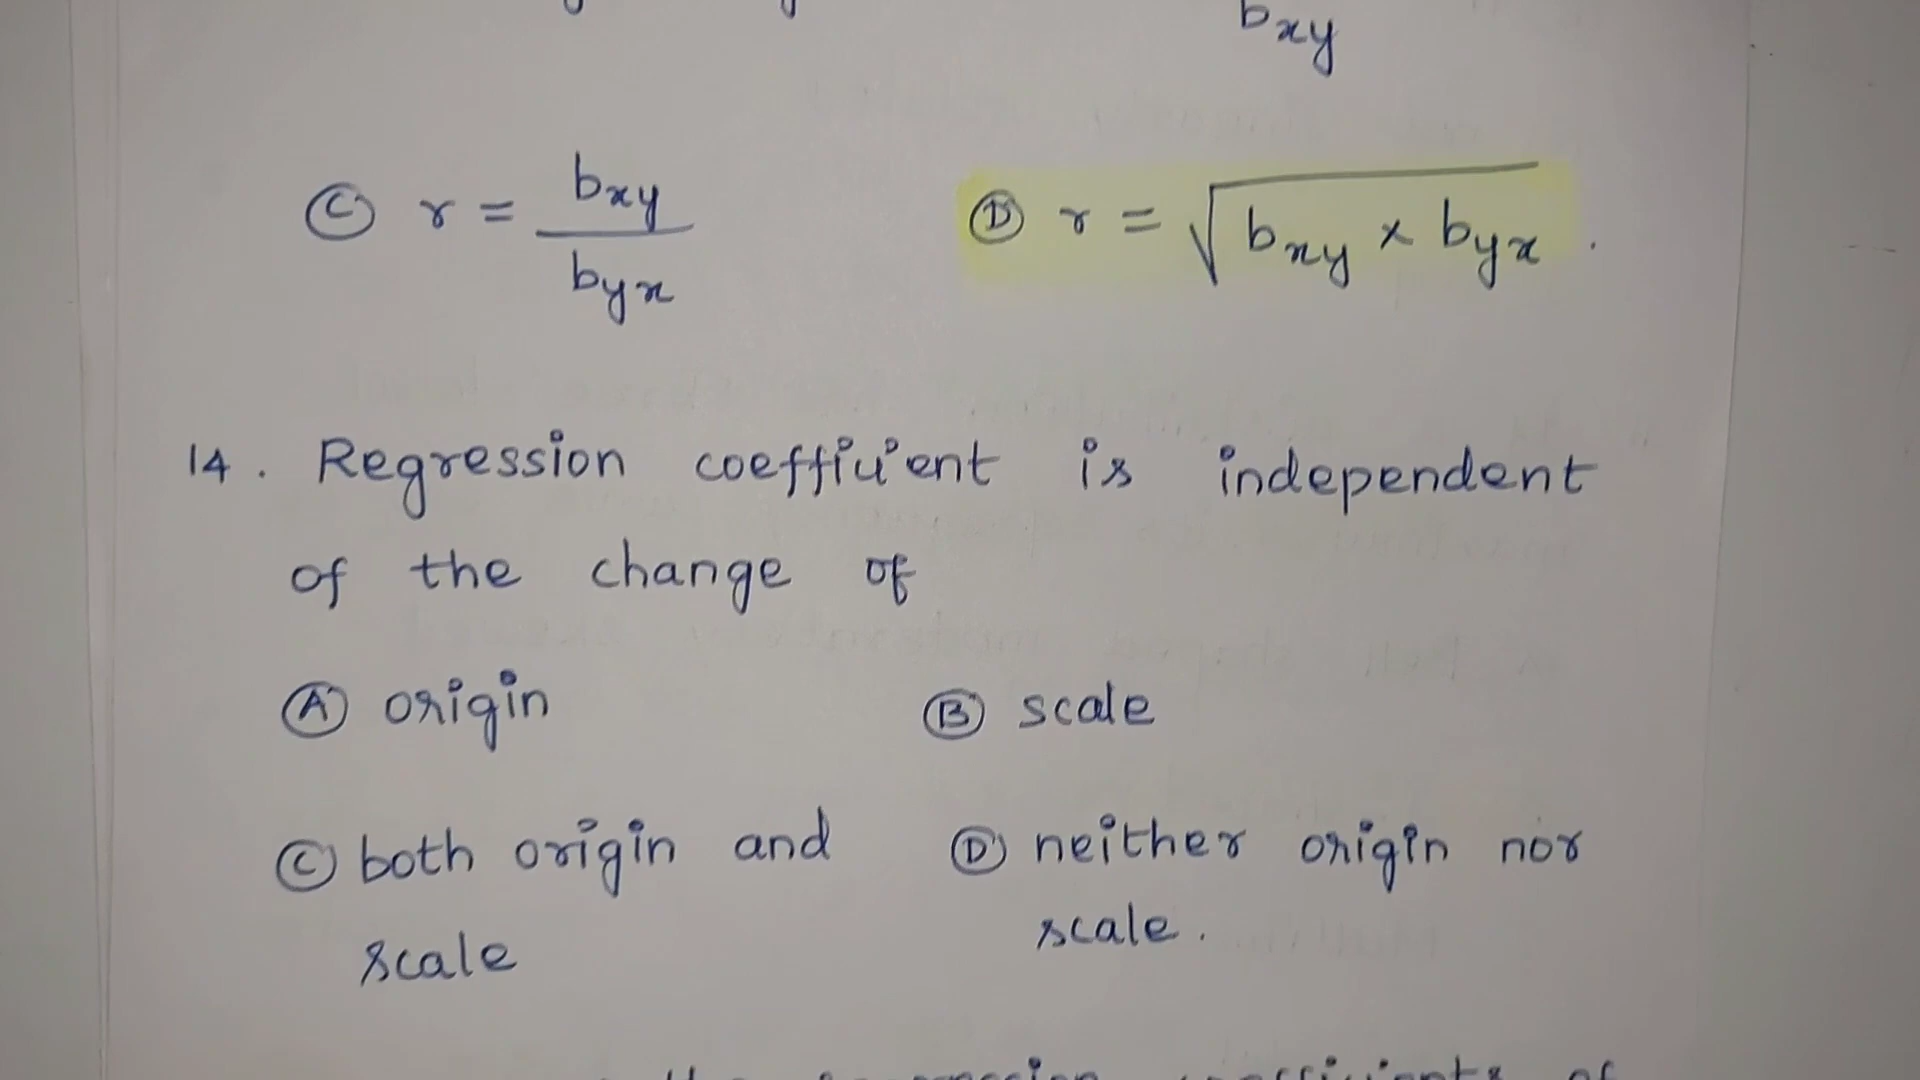 bxy
Ⓒ r = bxy / byx
Ⓓ r = √ bxy × byx .
14. Regression coefficient is independent
of the change of
Ⓐ origin
Ⓑ scale
Ⓒ both origin and
scale
Ⓓ neither origin nor
scale.